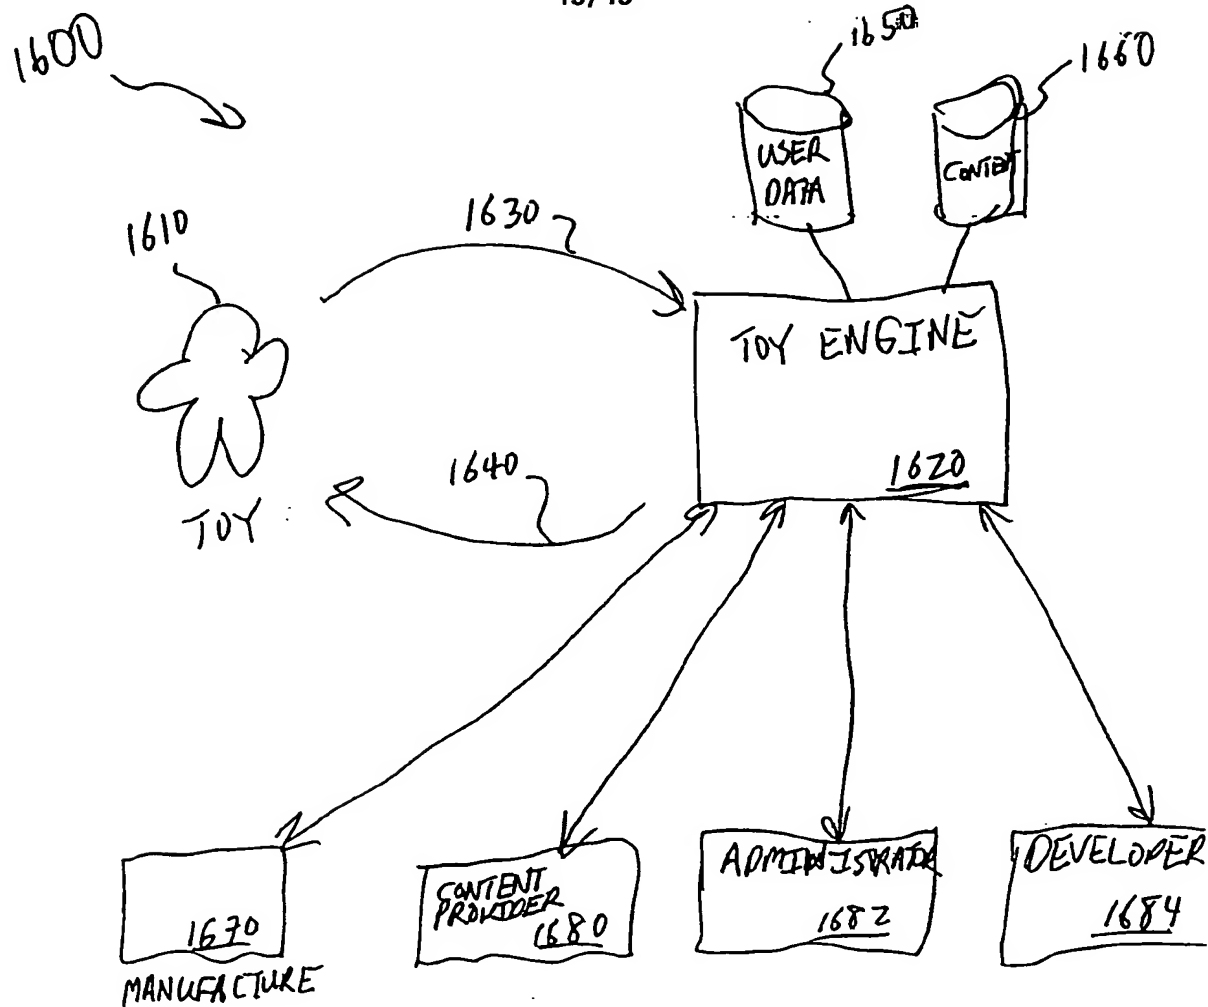 1600
1650
1660
USER
DATA
CONTENT
1610
1630
TOY ENGINE
1620
1640
TOY
ADMINISTRATOR
DEVELOPER
CONTENT
PROVIDER
1670
1680
1682
1684
MANUFACTURE